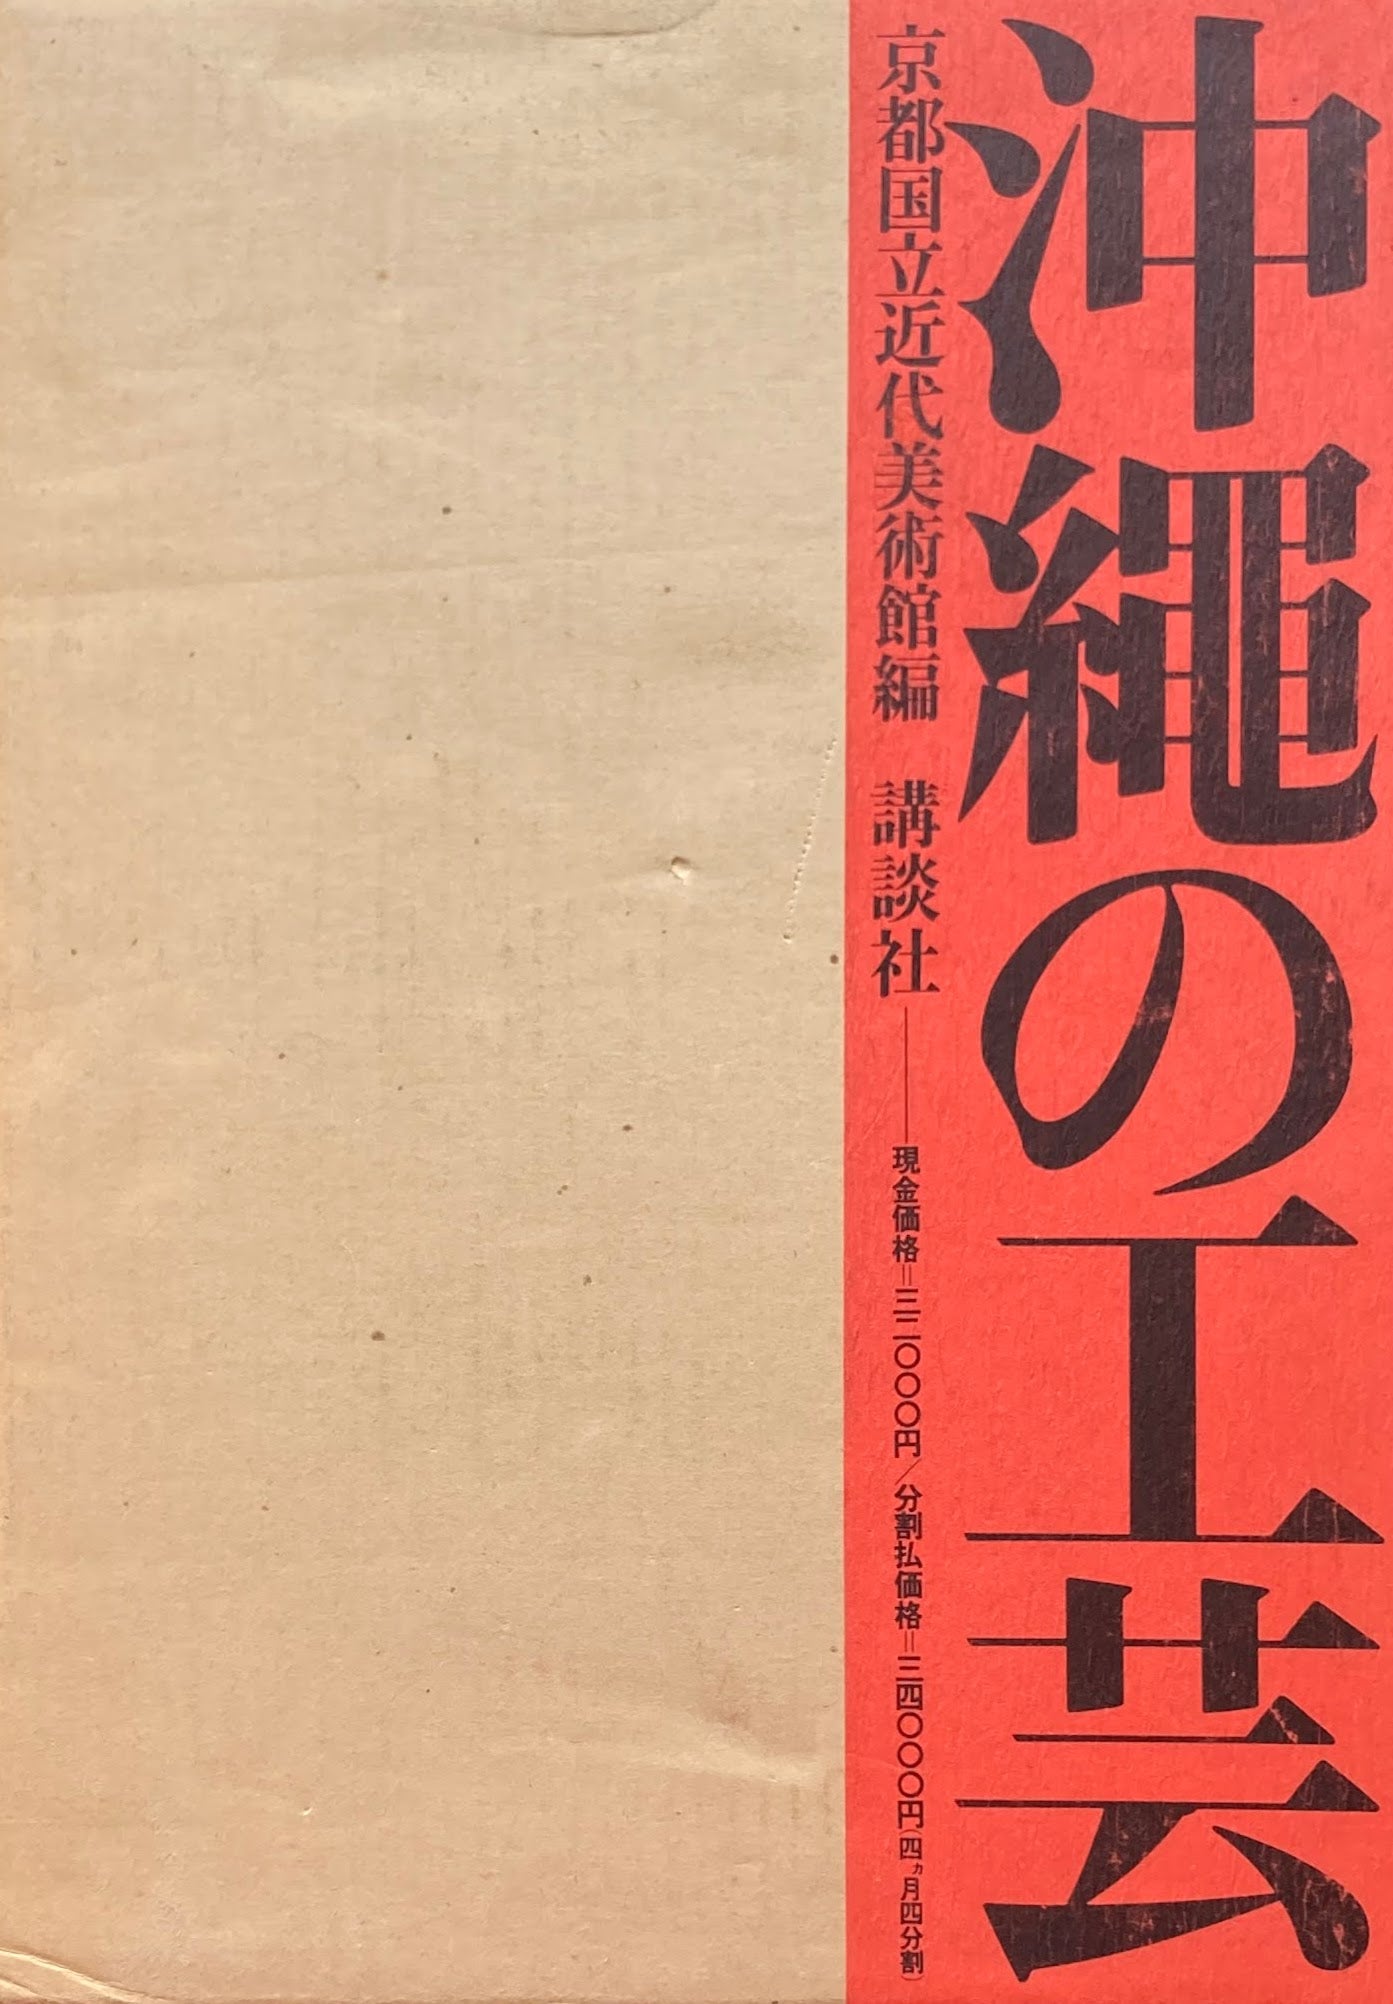 沖繩の工芸
京都国立近代美術館編　講談社――現金価格＝三二〇〇〇円／分割払価格＝三四〇〇〇円（四ヵ月四分割）